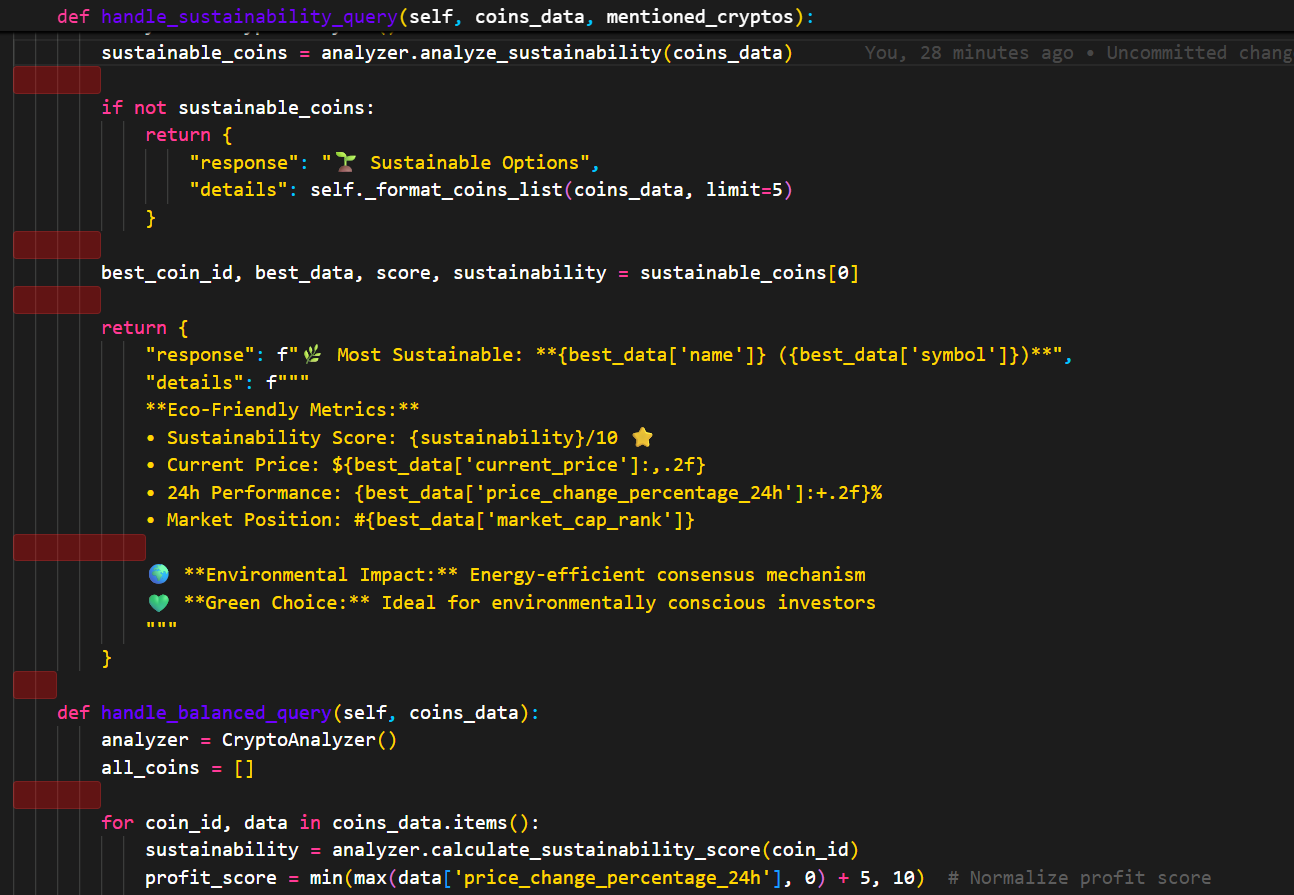 def handle_sustainability_query(self, coins_data, mentioned_cryptos):
sustainable_coins = analyzer.analyze_sustainability(coins_data) You, 28 minutes ago • Uncommitted chang
if not sustainable_coins:
return {
"response": "🌱 Sustainable Options",
"details": self._format_coins_list(coins_data, limit=5)
}
best_coin_id, best_data, score, sustainability = sustainable_coins[0]
return {
"response": f"🌿 Most Sustainable: **{best_data['name']} ({best_data['symbol']})**",
"details": f"""
**Eco-Friendly Metrics:**
• Sustainability Score: {sustainability}/10 ⭐
• Current Price: ${best_data['current_price']:,.2f}
• 24h Performance: {best_data['price_change_percentage_24h']:+.2f}%
• Market Position: #{best_data['market_cap_rank']}
🌍 **Environmental Impact:** Energy-efficient consensus mechanism
💚 **Green Choice:** Ideal for environmentally conscious investors
"""
}
def handle_balanced_query(self, coins_data):
analyzer = CryptoAnalyzer()
all_coins = []
for coin_id, data in coins_data.items():
sustainability = analyzer.calculate_sustainability_score(coin_id)
profit_score = min(max(data['price_change_percentage_24h'], 0) + 5, 10) # Normalize profit score